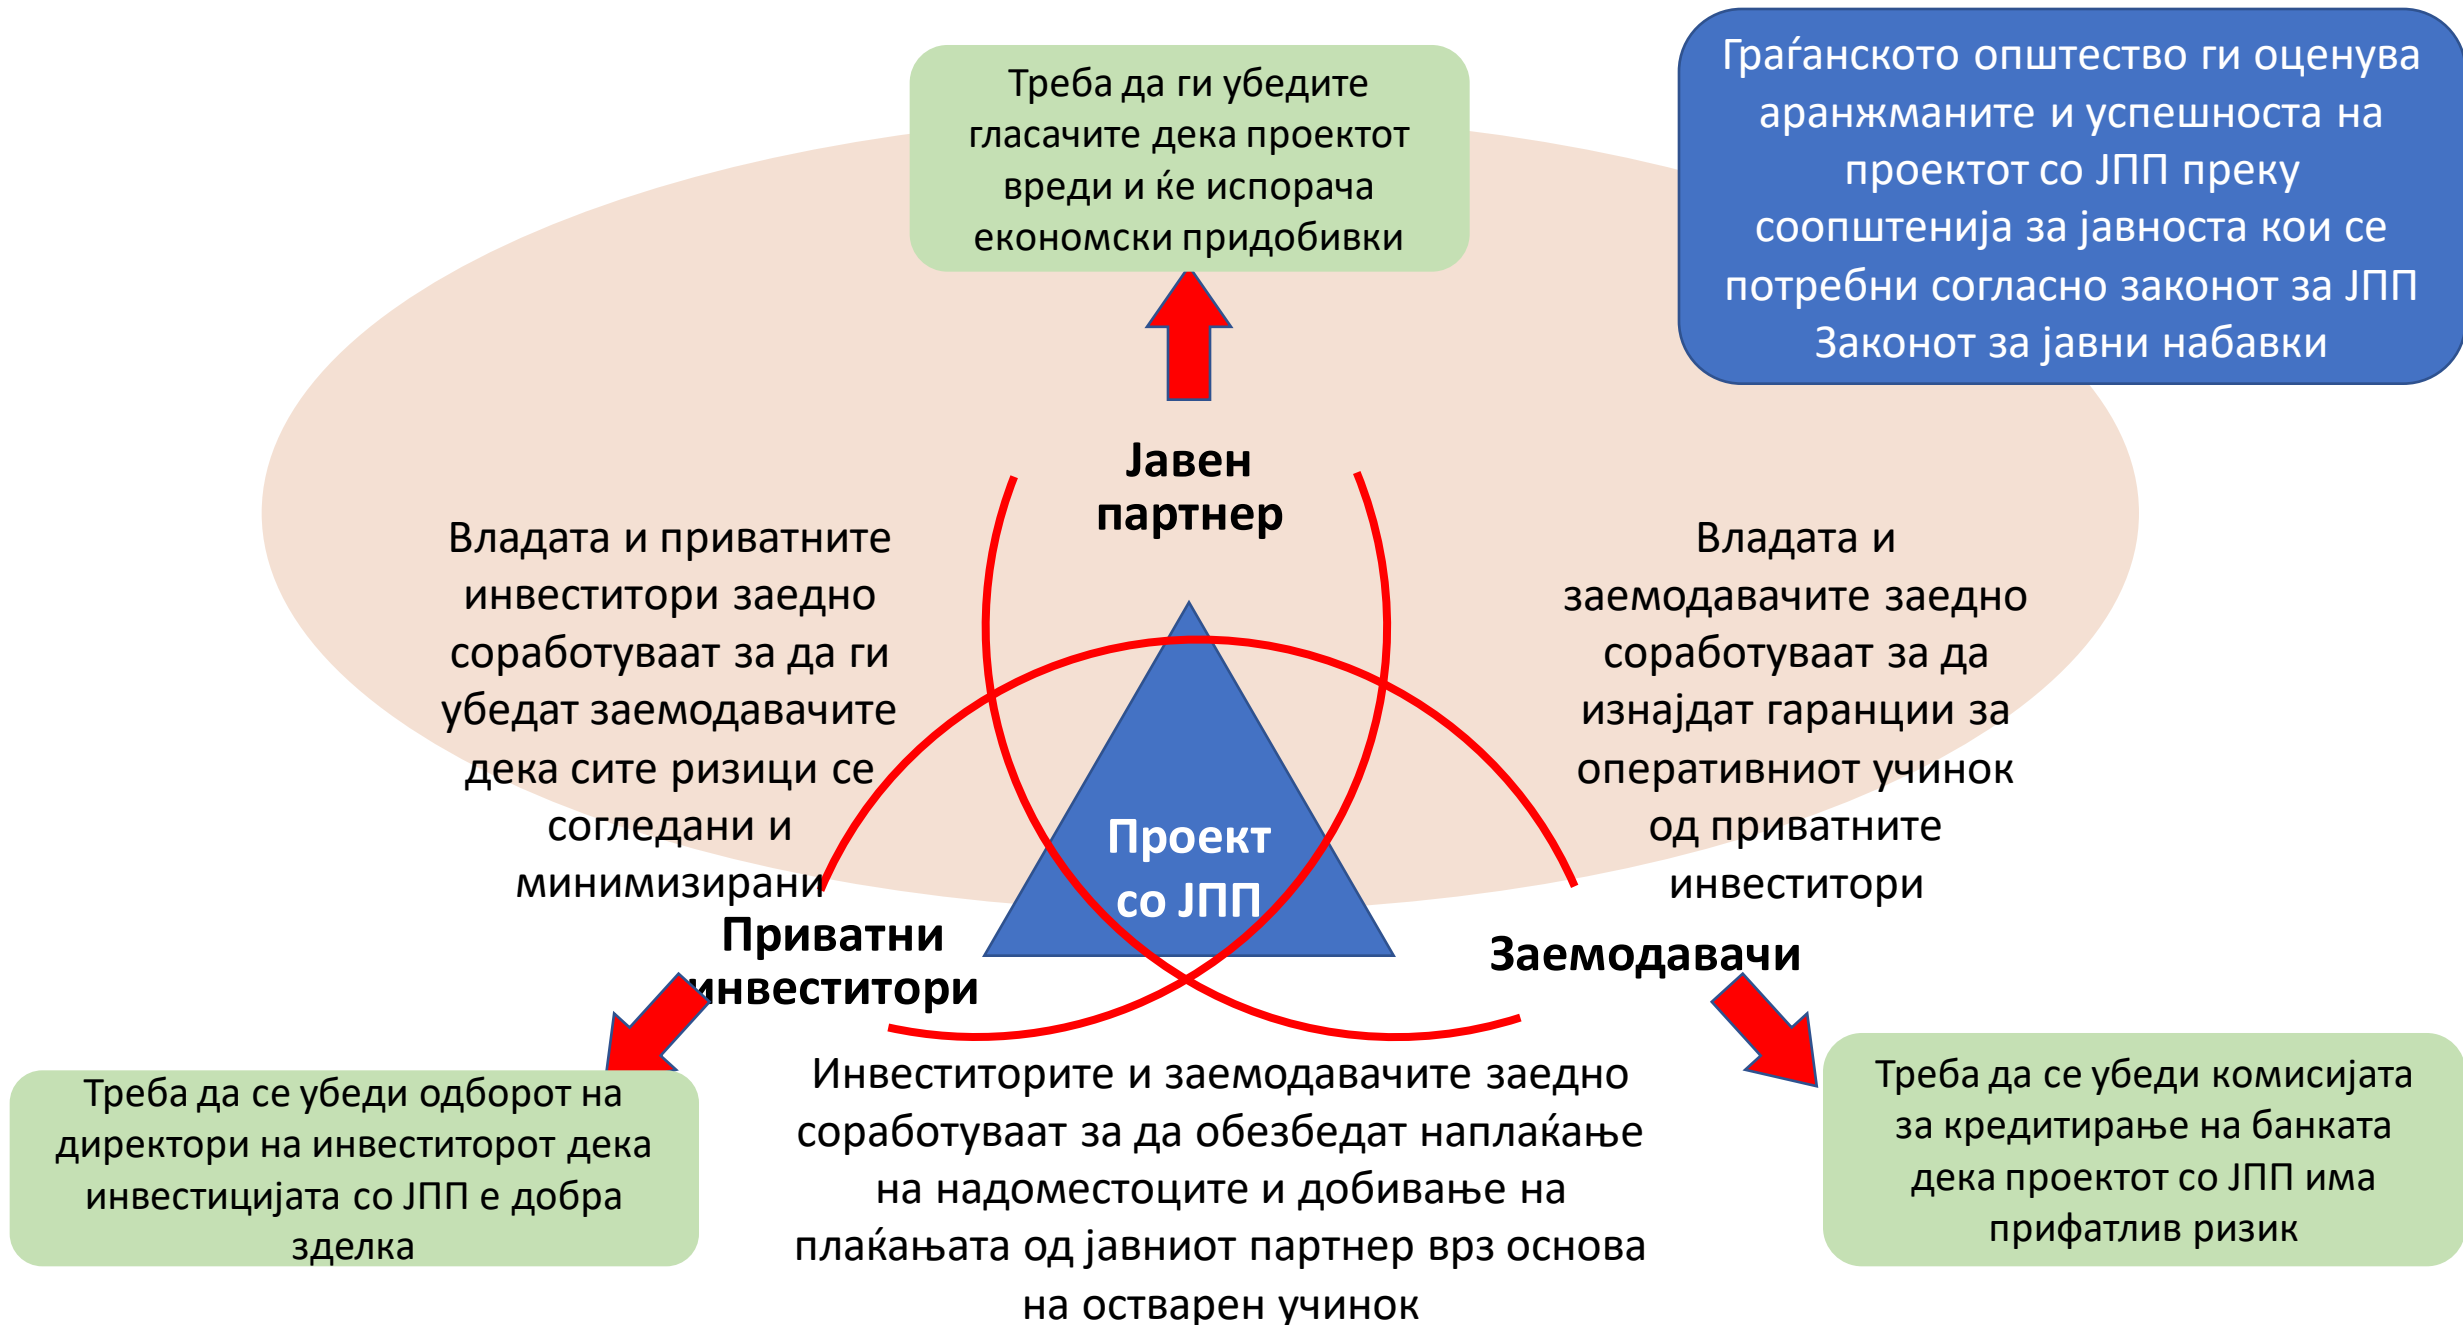 Треба да ги убедите
гласачите дека проектот
вреди и ќе испорача
економски придобивки
Граѓанското општество ги оценува
аранжманите и успешноста на
проектот со ЈПП преку
соопштенија за јавноста кои се
потребни согласно законот за ЈПП
Законот за јавни набавки
Јавен
партнер
Владата и приватните
инвеститори заедно
соработуваат за да ги
убедат заемодавачите
дека сите ризици се
согледани и
минимизирани
Владата и
заемодавачите заедно
соработуваат за да
изнајдат гаранции за
оперативниот учинок
од приватните
инвеститори
Проект
со ЈПП
Приватни
инвеститори
Заемодавачи
Треба да се убеди одборот на
директори на инвеститорот дека
инвестицијата со ЈПП е добра
зделка
Инвеститорите и заемодавачите заедно
соработуваат за да обезбедат наплаќање
на надоместоците и добивање на
плаќањата од јавниот партнер врз основа
на остварен учинок
Треба да се убеди комисијата
за кредитирање на банката
дека проектот со ЈПП има
прифатлив ризик